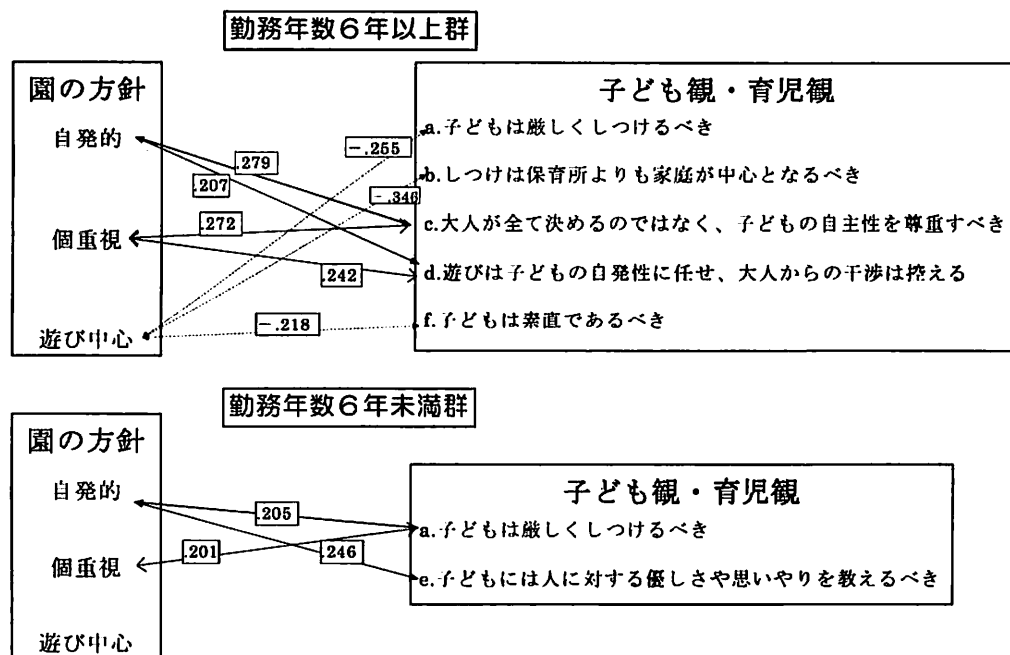 勤務年数６年以上群
園の方針
自発的
個重視
遊び中心
.279
.207
.272
.242
－.255
－.346
－.218
子ども観・育児観
a.子どもは厳しくしつけるべき
b.しつけは保育所よりも家庭が中心となるべき
c.大人が全て決めるのではなく、子どもの自主性を尊重すべき
d.遊びは子どもの自発性に任せ、大人からの干渉は控える
f.子どもは素直であるべき
勤務年数６年未満群
園の方針
自発的
個重視
遊び中心
.205
.201
.246
子ども観・育児観
a.子どもは厳しくしつけるべき
e.子どもには人に対する優しさや思いやりを教えるべき